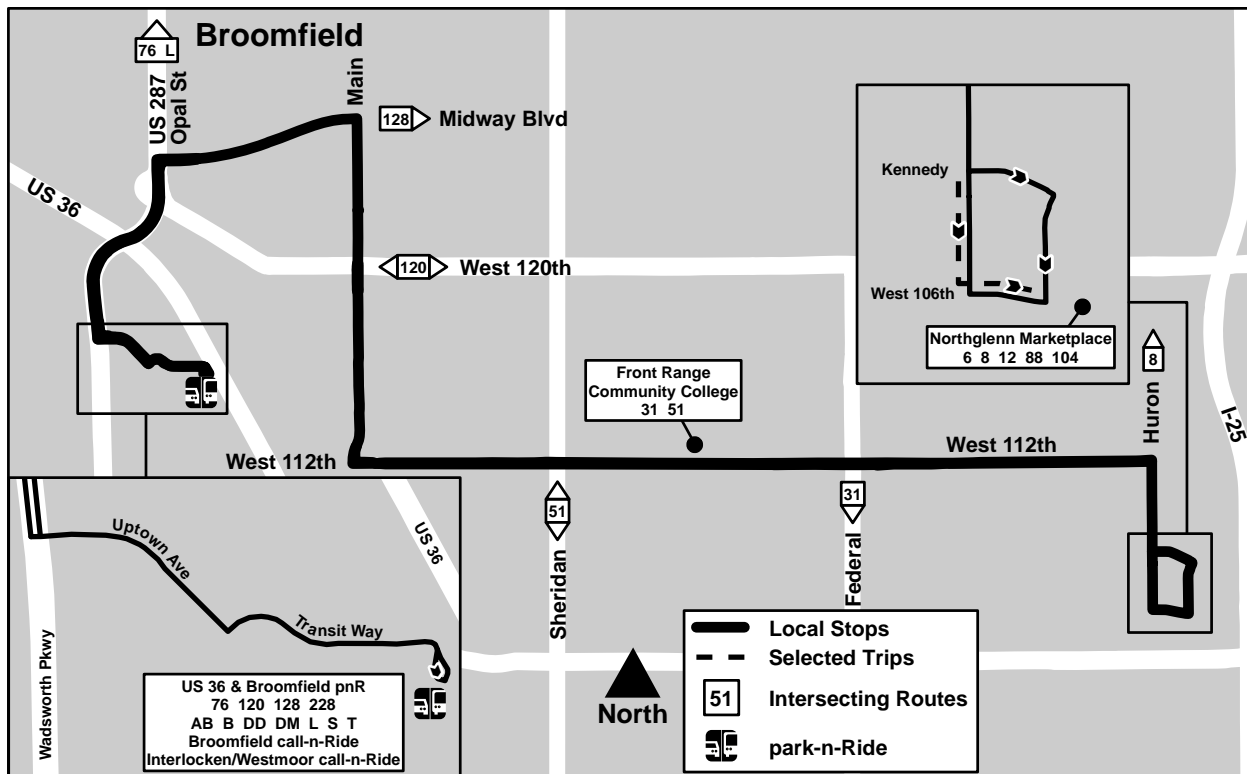 Broomfield
76 L
US 287
Opal St
Main
128
Midway Blvd
US 36
120
West 120th
Kennedy
West 106th
Northglenn Marketplace
6 8 12 88 104
8
Huron
I-25
Front Range
Community College
31 51
West 112th
West 112th
51
Sheridan
31
Federal
US 36
Uptown Ave
Transit Way
Wadsworth Pkwy
US 36 & Broomfield pnR
76 120 128 228
AB B DD DM L S T
Broomfield call-n-Ride
Interlocken/Westmoor call-n-Ride
North
Local Stops
Selected Trips
51
Intersecting Routes
park-n-Ride